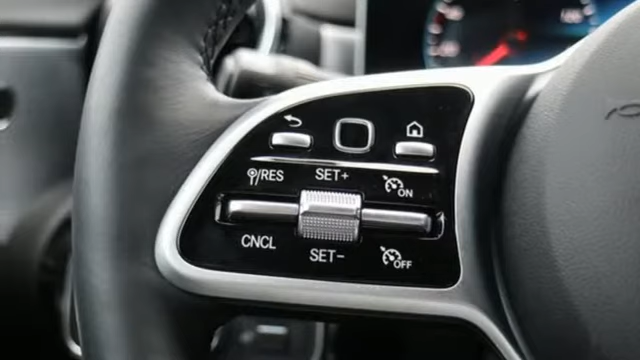 /RES
SET+
ON
CNCL
SET-
OFF